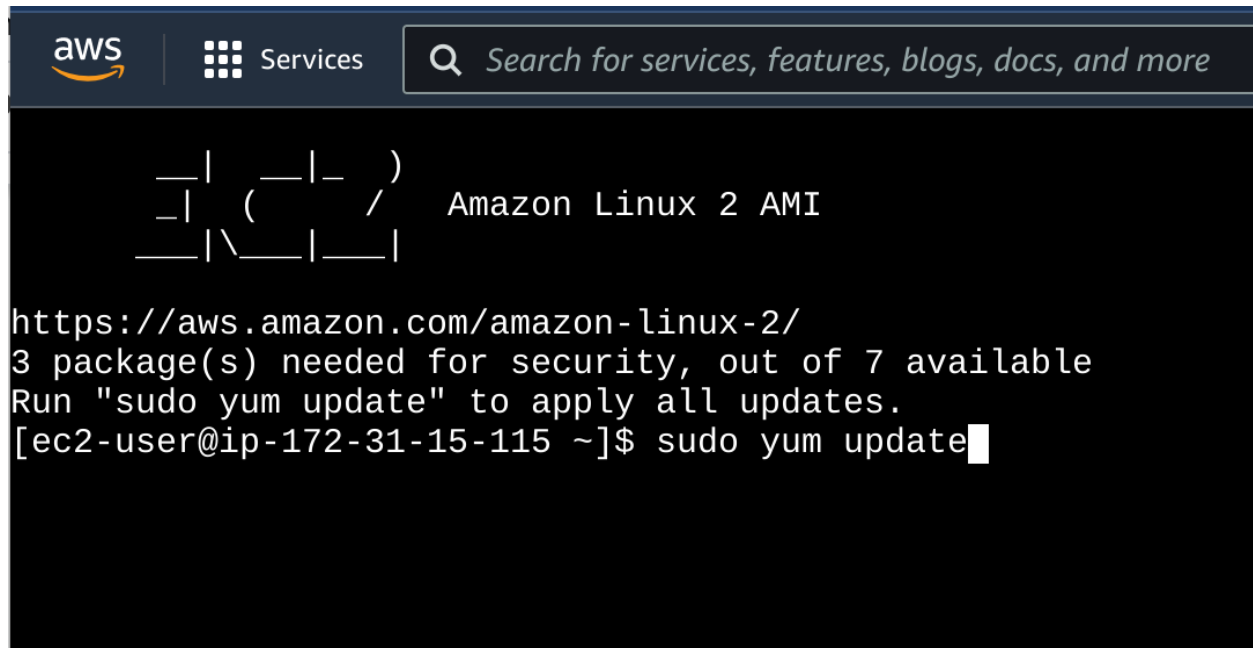 aws Services Search for services, features, blogs, docs, and more
__|  __|_  )
_|  (     /   Amazon Linux 2 AMI
___|\___|___|
https://aws.amazon.com/amazon-linux-2/
3 package(s) needed for security, out of 7 available
Run "sudo yum update" to apply all updates.
[ec2-user@ip-172-31-15-115 ~]$ sudo yum update